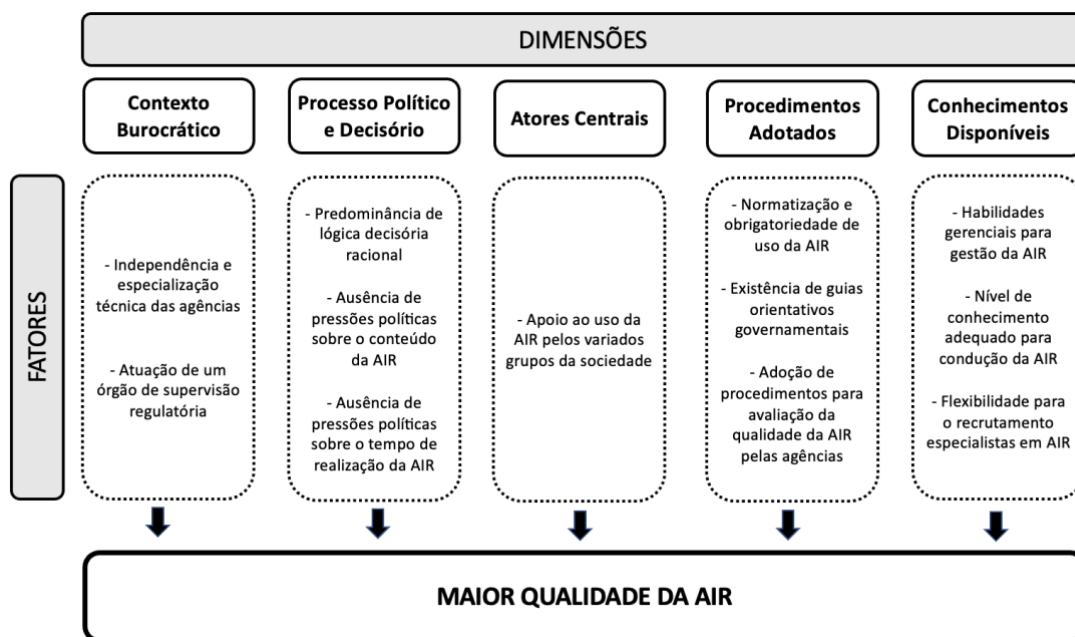 DIMENSÕES
Contexto
Burocrático
Processo Político
e Decisório
Atores Centrais
Procedimentos
Adotados
Conhecimentos
Disponíveis
FATORES
- Independência e
especialização
técnica das agências
- Atuação de um
órgão de supervisão
regulatória
- Predominância de
lógica decisória
racional
- Ausência de
pressões políticas
sobre o conteúdo
da AIR
- Ausência de
pressões políticas
sobre o tempo de
realização da AIR
- Apoio ao uso da
AIR pelos variados
grupos da sociedade
- Normatização e
obrigatoriedade de
uso da AIR
- Existência de guias
orientativos
governamentais
- Adoção de
procedimentos para
avaliação da
qualidade da AIR
pelas agências
- Habilidades
gerenciais para
gestão da AIR
- Nível de
conhecimento
adequado para
condução da AIR
- Flexibilidade para
o recrutamento
especialistas em AIR
MAIOR QUALIDADE DA AIR